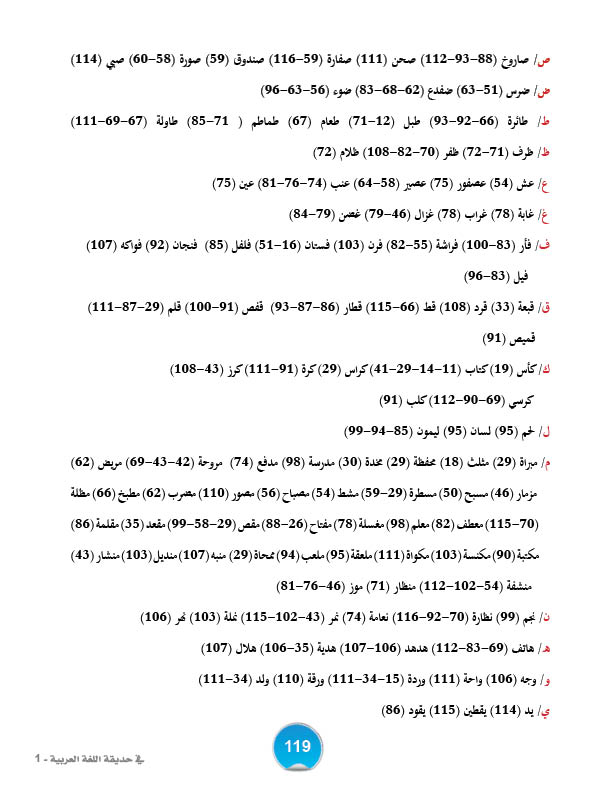 ص/ صاروخ (88-93-112) صحن (111) صفارة (59-116) صندوق (59) صورة (58-60) صبي (114)
ض/ ضرس (51-63) ضفدع (62-68-83) ضوء (56-63-96)
ط/ طائرة (66-92-93) طبل (12-71) طعام (67) طماطم ( 71-85) طاولة (67-69-111)
ظ/ ظرف (71-72) ظفر (70-82-108) ظلام (72)
ع/ عش (54) عصفور (75) عصير (58-64) عنب (74-76-81) عين (75)
غ/ غابة (78) غراب (78) غزال (46-79) غصن (79-84)
ف/ فأر (83-100) فراشة (55-82) فرن (103) فستان (16-51) فلفل (85) فنجان (92) فواكه (107)
فيل (83-96)
ق/ قبعة (33) قرد (108) قط (66-115) قطار (86-87-93) قفص (91-100) قلم (29-87-111)
قميص (91)
ك/ كأس (19) كتاب (11-14-29-41) كراس (29) كرة (91-111) كرز (43-108)
كرسي (69-90-112) كلب (91)
ل/ لحم (95) لسان (95) ليمون (85-94-99)
م/ مبراة (29) مثلث (18) محفظة (29) مخدة (30) مدرسة (98) مدفع (74) مروحة (42-43-69) مريض (62)
مزمار (46) مسبح (50) مسطرة (29-59) مشط (54) مصباح (56) مصور (110) مضرب (62) مطبخ (66) مظلة
(70-115) معطف (82) معلم (98) مغسلة (78) مفتاح (26-88) مقص (29-58-99) مقعد (35) مقلمة (86)
مكتبة (90) مكنسة (103) مكواة (111) ملعقة (95) ملعب (94) ممحاة (29) منبه (107) منديل (103) منشار (43)
منشفة (54-102-112) منظار (71) موز (46-76-81)
ن/ نجم (99) نظارة (70-92-116) نعامة (74) نمر (43-102-115) نملة (103) نهر (106)
هـ/ هاتف (69-83-112) هدهد (106-107) هدية (35-106) هلال (107)
و/ وجه (106) واحة (111) وردة (15-34-111) ورقة (110) ولد (34-111)
ي/ يد (114) يقطين (115) يقود (86)
119
في حديقة اللغة العربية - 1